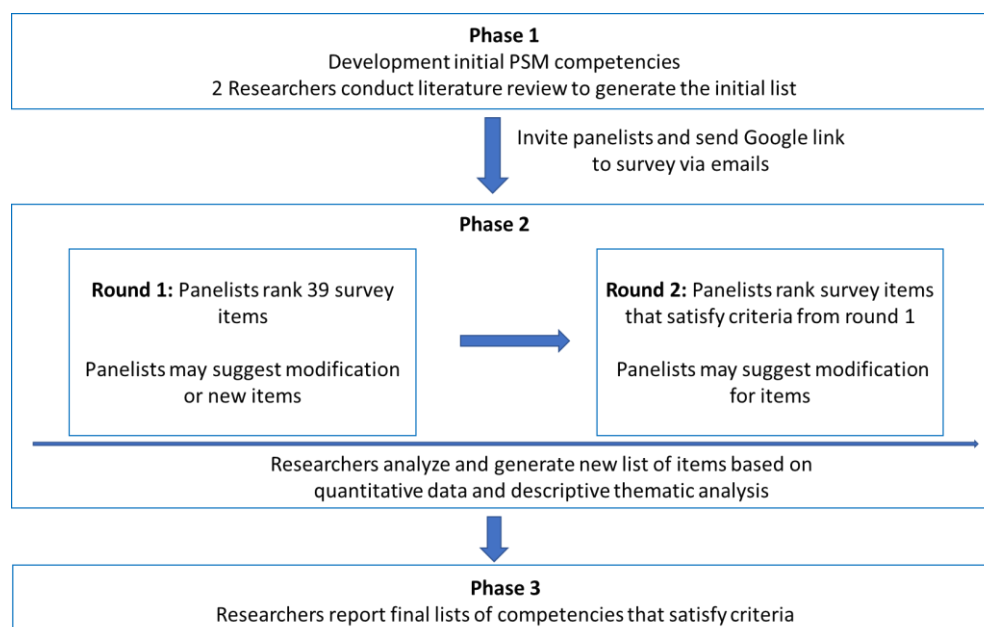 Phase 1
Development initial PSM competencies
2 Researchers conduct literature review to generate the initial list
Invite panelists and send Google link
to survey via emails
Phase 2
Round 1: Panelists rank 39 survey
items
Panelists may suggest modification
or new items
Round 2: Panelists rank survey items
that satisfy criteria from round 1
Panelists may suggest modification
for items
Researchers analyze and generate new list of items based on
quantitative data and descriptive thematic analysis
Phase 3
Researchers report final lists of competencies that satisfy criteria